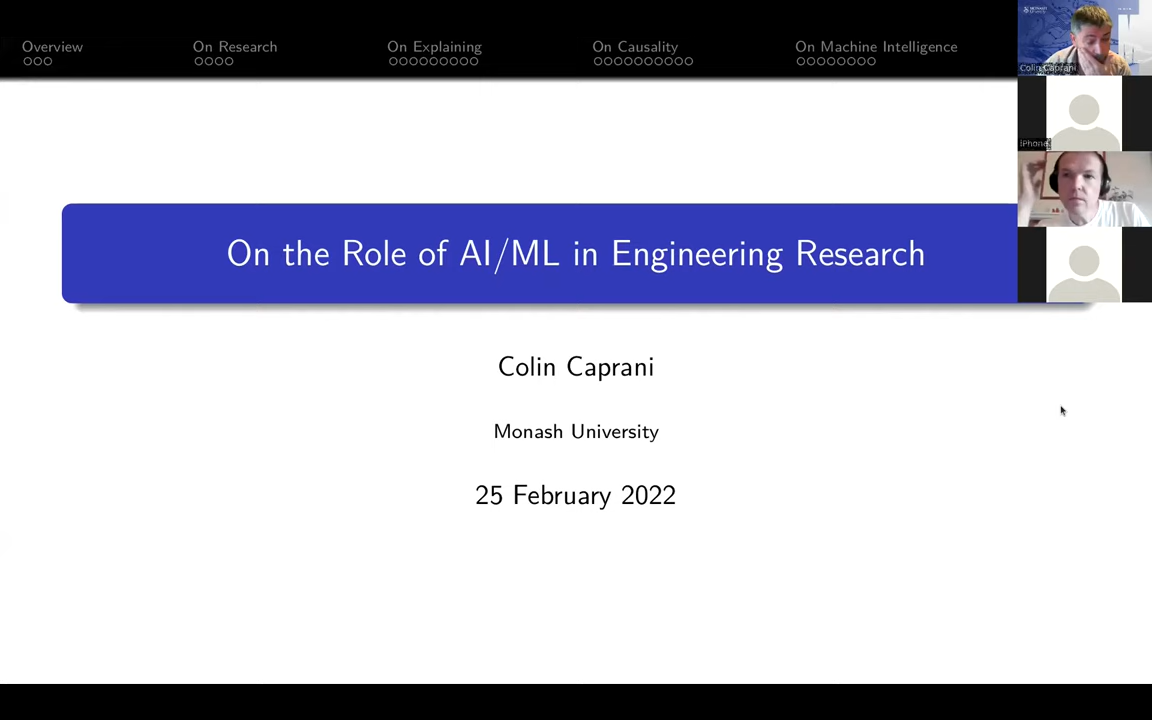 Overview
On Research
On Explaining
On Causality
On Machine Intelligence
MONASH
Colin Caprani
iPhone
On the Role of AI/ML in Engineering Research
Colin Caprani
Monash University
25 February 2022